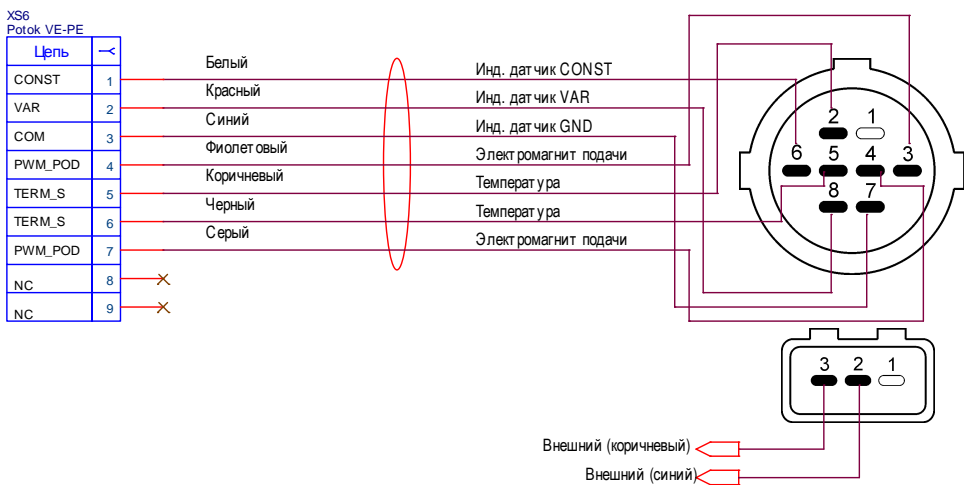 XS6
Potok VE-PE
Цепь
CONST 1 Белый Инд. датчик CONST
VAR 2 Красный Инд. датчик VAR
COM 3 Синий Инд. датчик GND
PWM_POD 4 Фиолетовый Электромагнит подачи
TERM_S 5 Коричневый Температура
TERM_S 6 Черный Температура
PWM_POD 7 Серый Электромагнит подачи
NC 8
NC 9
2 1
6 5 4 3
8 7
3 2 1
Внешний (коричневый)
Внешний (синий)